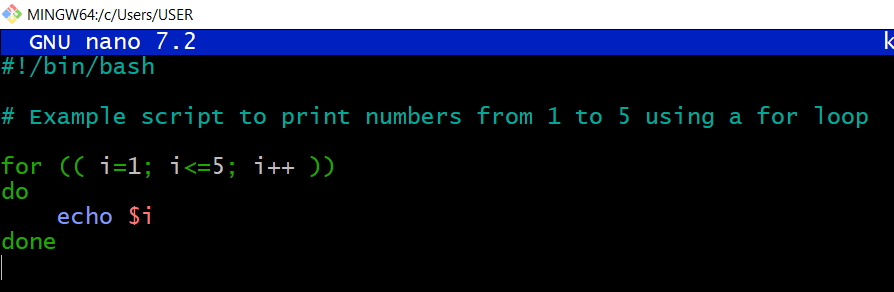 MINGW64:/c/Users/USER
GNU nano 7.2 k
#!/bin/bash
# Example script to print numbers from 1 to 5 using a for loop
for (( i=1; i<=5; i++ ))
do
    echo $i
done